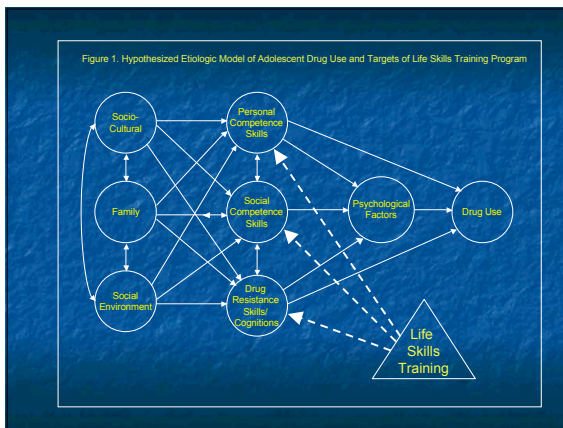 Figure 1. Hypothesized Etiologic Model of Adolescent Drug Use and Targets of Life Skills Training Program
Socio-
Cultural
Personal
Competence
Skills
Family
Social
Competence
Skills
Psychological
Factors
Drug Use
Social
Environment
Drug
Resistance
Skills/
Cognitions
Life
Skills
Training